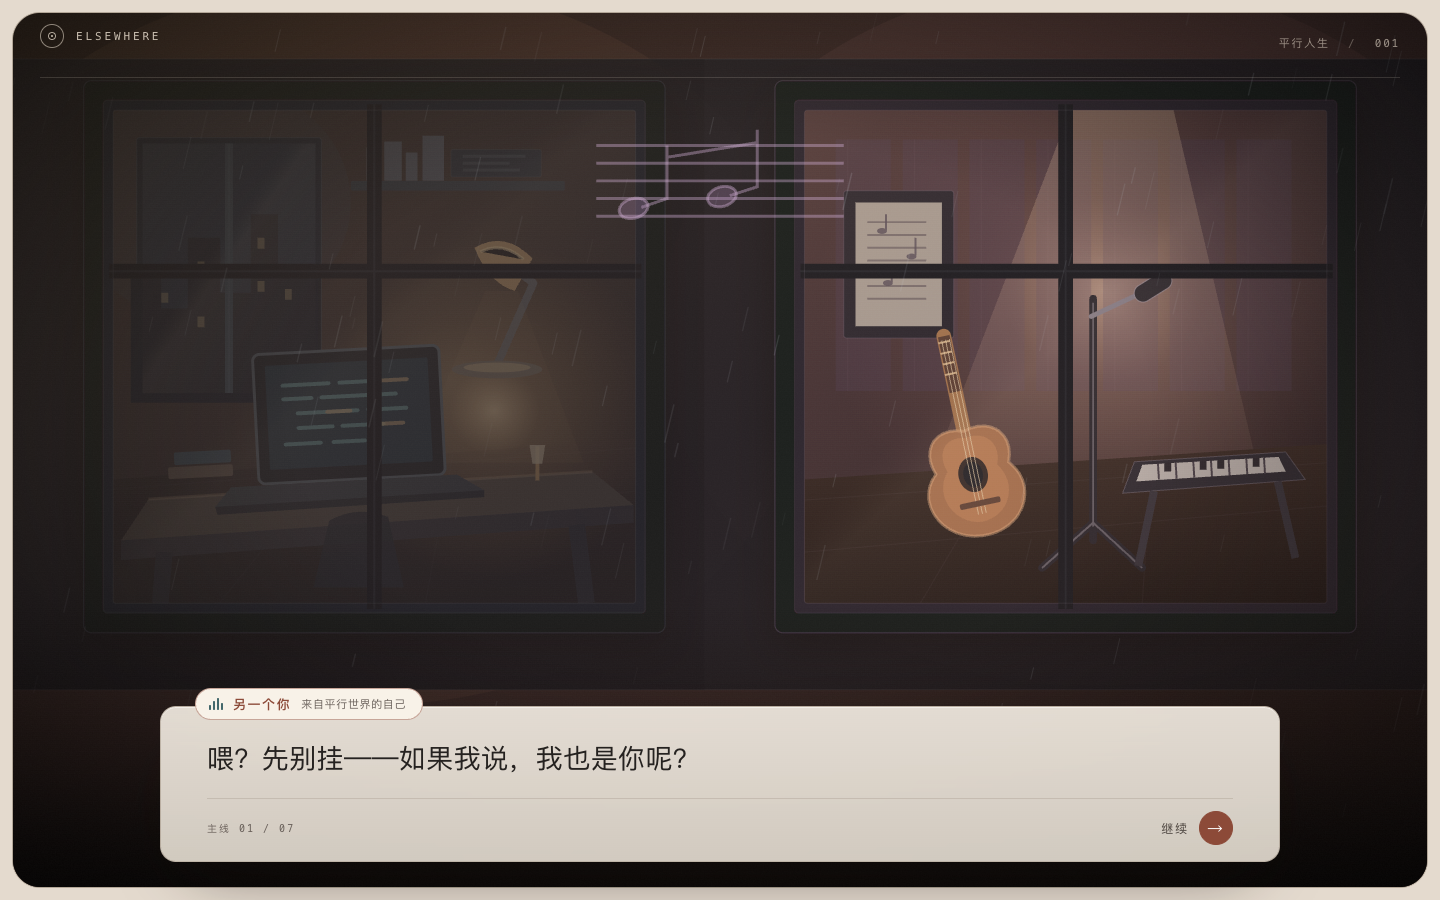 ELSEWHERE
平行人生 / 001
另一个你 来自平行世界的自己
喂？先别挂——如果我说，我也是你呢？
主线 01 / 07
继续 →